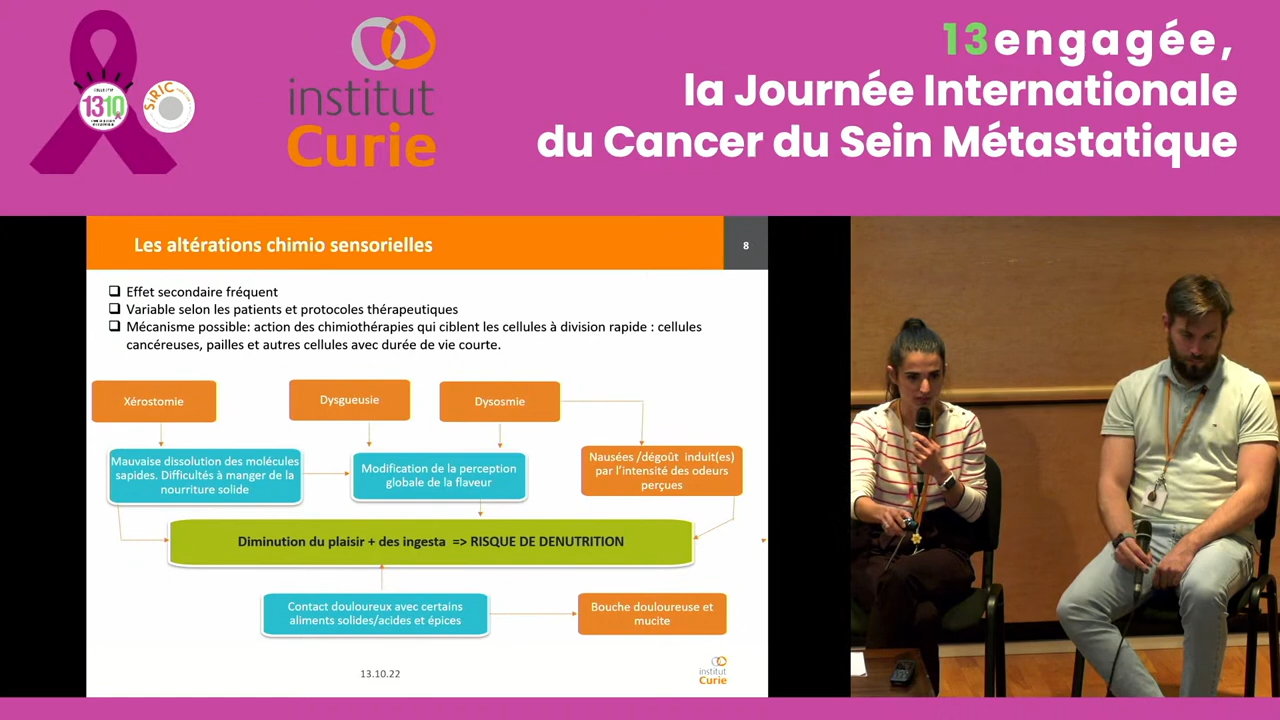 1310
SiRIC
institut
Curie
13engagée,
la Journée Internationale
du Cancer du Sein Métastatique
Les altérations chimio sensorielles
8
Effet secondaire fréquent
Variable selon les patients et protocoles thérapeutiques
Mécanisme possible: action des chimiothérapies qui ciblent les cellules à division rapide : cellules
cancéreuses, pailles et autres cellules avec durée de vie courte.
Xérostomie
Dysgueusie
Dysosmie
Mauvaise dissolution des molécules
sapides. Difficultés à manger de la
nourriture solide
Modification de la perception
globale de la flaveur
Nausées /dégoût induit(es)
par l'intensité des odeurs
perçues
Diminution du plaisir + des ingesta => RISQUE DE DENUTRITION
Contact douloureux avec certains
aliments solides/acides et épices
Bouche douloureuse et
mucite
13.10.22
institut
Curie